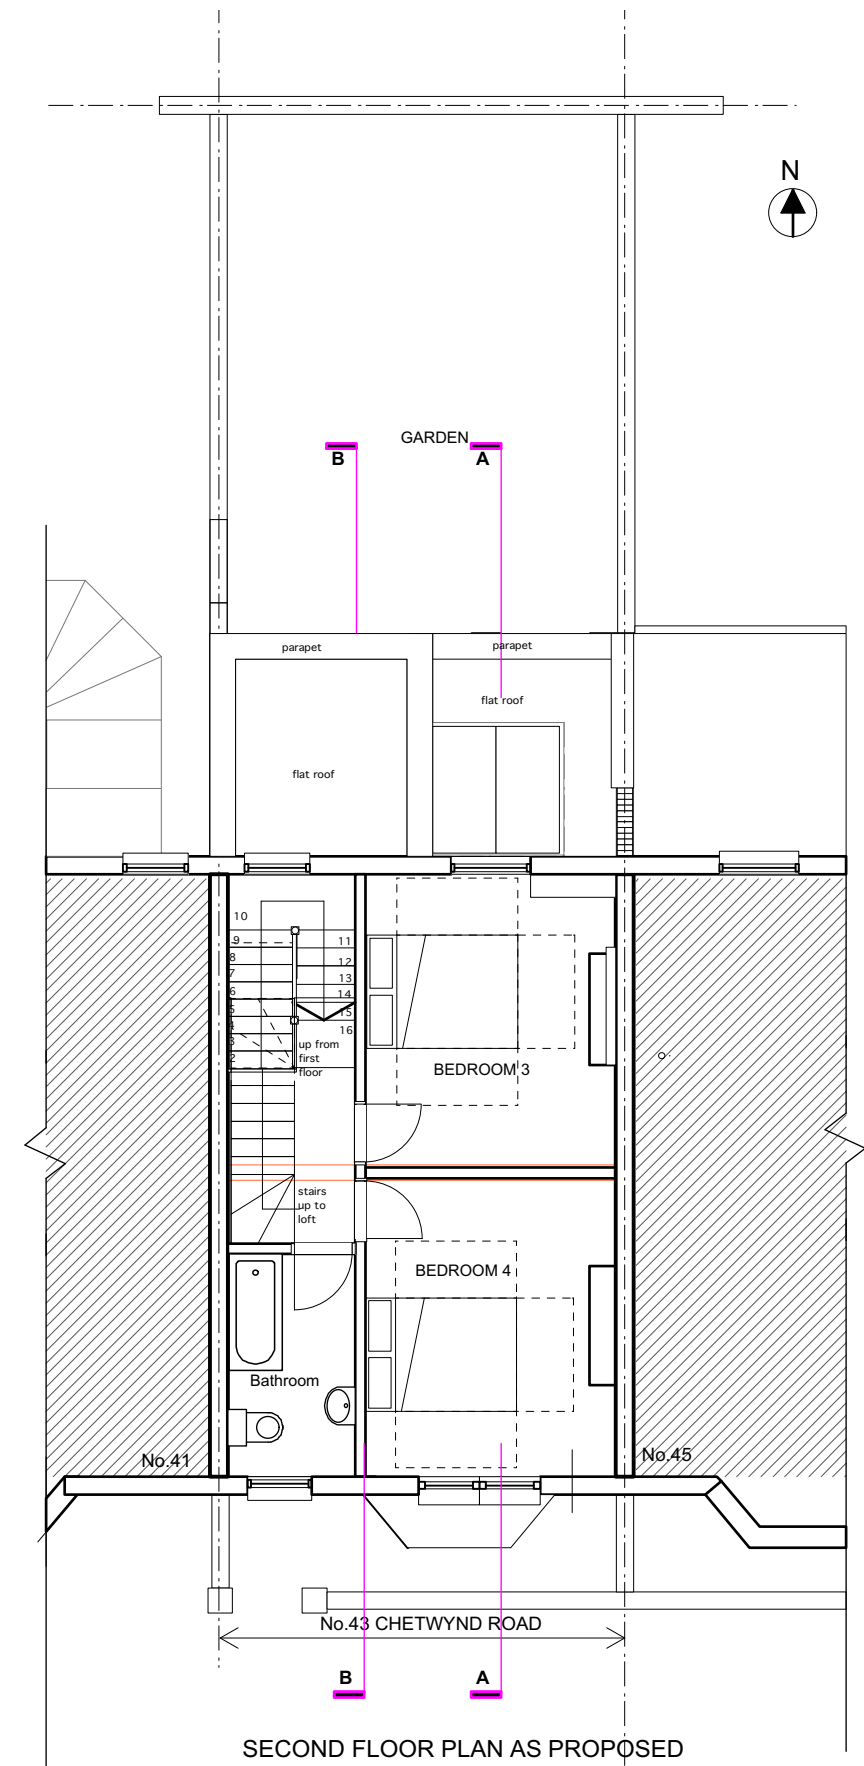 N
GARDEN
B
A
parapet
parapet
flat roof
flat roof
10
9
8
7
6
5
4
3
2
11
12
13
14
15
16
up from
first
floor
BEDROOM 3
stairs
up to
loft
BEDROOM 4
Bathroom
No.41
No.45
No.43 CHETWYND ROAD
B
A
SECOND FLOOR PLAN AS PROPOSED